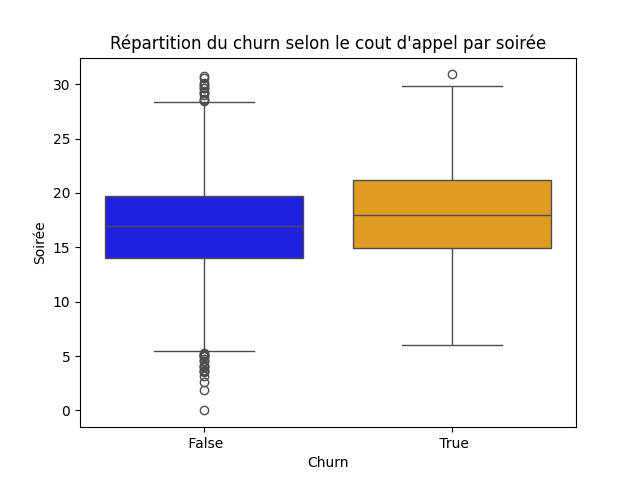 Répartition du churn selon le cout d'appel par soirée
30
25
20
15
10
5
0
Soirée
False
True
Churn